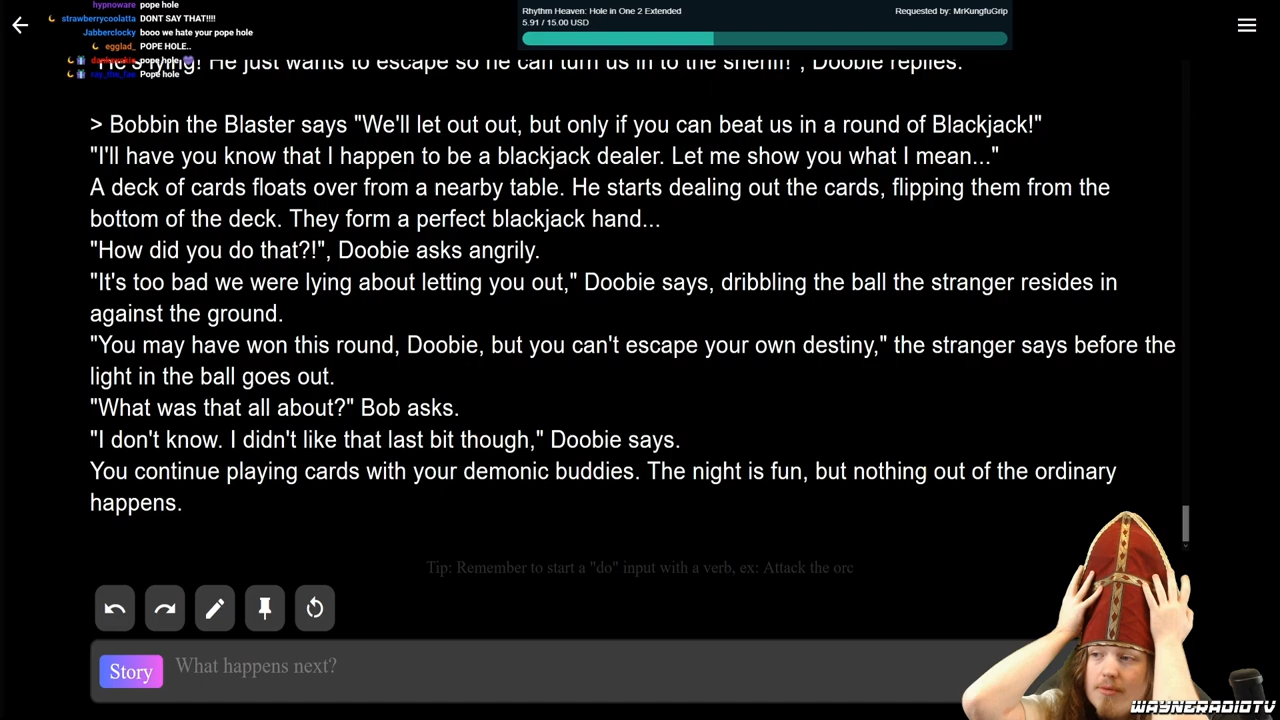 hypnoware pope hole
strawberrycoolatta DONT SAY THAT!!!!
Jabberclocky booo we hate your pope hole
egglad_ POPE HOLE..
pope hole
ray_the_fae Pope hole
Rhythm Heaven: Hole in One 2 Extended
Requested by: MrKungfuGrip
5.91 / 15.00 USD
"He's lying! He just wants to escape so he can turn us in to the sheriff!", Doobie replies.
> Bobbin the Blaster says "We'll let out out, but only if you can beat us in a round of Blackjack!"
"I'll have you know that I happen to be a blackjack dealer. Let me show you what I mean..."
A deck of cards floats over from a nearby table. He starts dealing out the cards, flipping them from the
bottom of the deck. They form a perfect blackjack hand...
"How did you do that?!", Doobie asks angrily.
"It's too bad we were lying about letting you out," Doobie says, dribbling the ball the stranger resides in
against the ground.
"You may have won this round, Doobie, but you can't escape your own destiny," the stranger says before the
light in the ball goes out.
"What was that all about?" Bob asks.
"I don't know. I didn't like that last bit though," Doobie says.
You continue playing cards with your demonic buddies. The night is fun, but nothing out of the ordinary
happens.
Tip: Remember to start a "do" input with a verb, ex: Attack the orc
Story What happens next?
WAYNERADIOTV